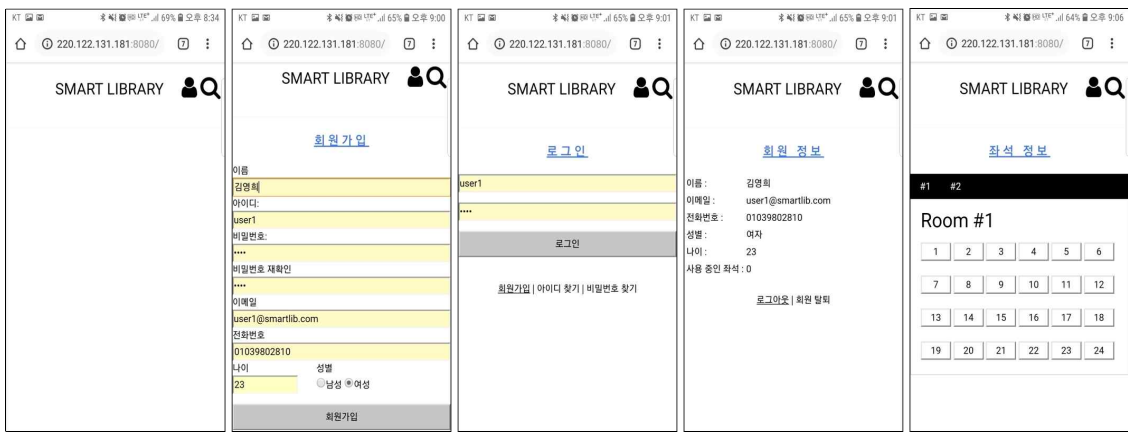 KT 69% 오후 8:34
220.122.131.181:8080/ 7
SMART LIBRARY
KT LTE+ 65% 오후 9:00
220.122.131.181:8080/ 7
SMART LIBRARY
회원가입
이름
김영희
아이디:
user1
비밀번호:
••••
비밀번호 재확인
••••
이메일
user1@smartlib.com
전화번호
01039802810
나이 성별
23 남성 여성
회원가입
KT LTE+ 65% 오후 9:01
220.122.131.181:8080/ 7
SMART LIBRARY
로그인
user1
••••
로그인
회원가입 | 아이디 찾기 | 비밀번호 찾기
KT LTE+ 65% 오후 9:01
220.122.131.181:8080/ 7
SMART LIBRARY
회원 정보
이름 : 김영희
이메일 : user1@smartlib.com
전화번호 : 01039802810
성별 : 여자
나이 : 23
사용 중인 좌석 : 0
로그아웃 | 회원 탈퇴
KT LTE+ 64% 오후 9:06
220.122.131.181:8080/ 7
SMART LIBRARY
좌석 정보
#1 #2
Room #1
1 2 3 4 5 6
7 8 9 10 11 12
13 14 15 16 17 18
19 20 21 22 23 24